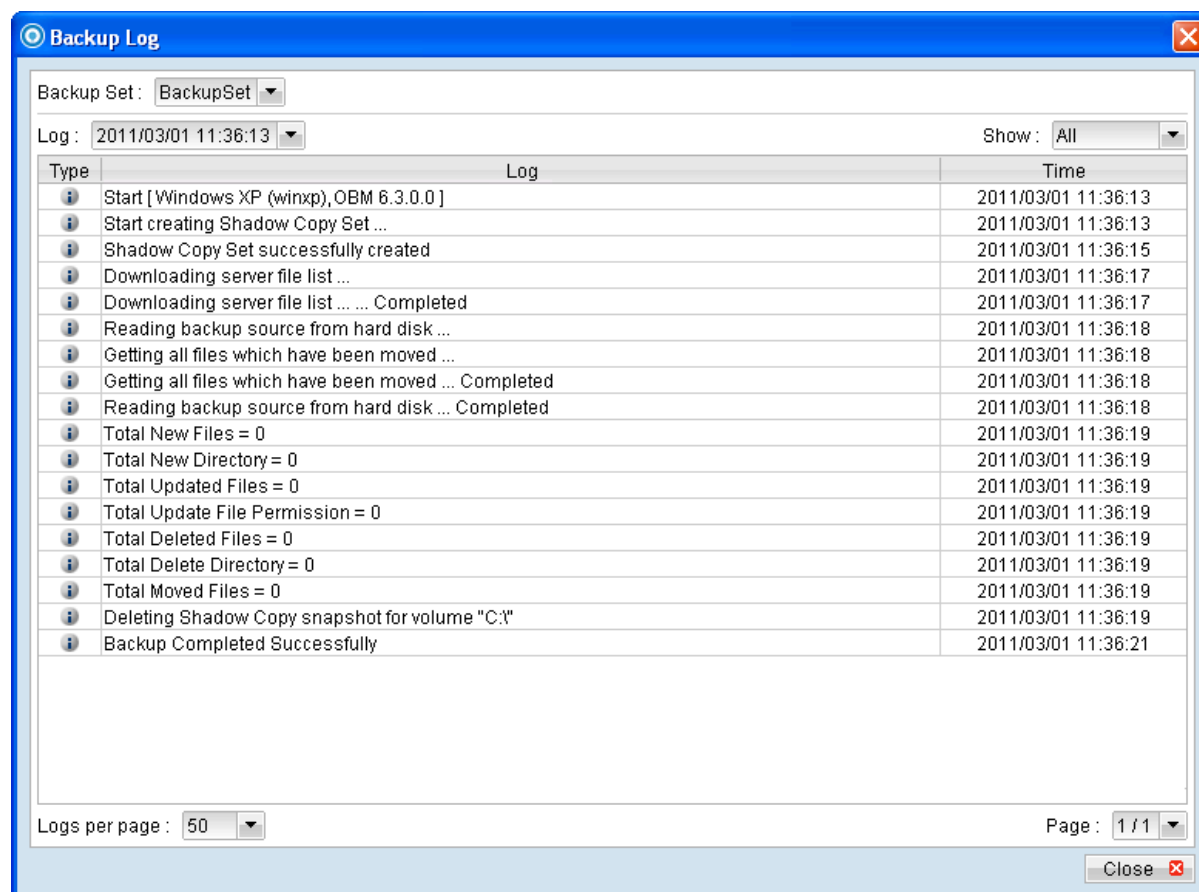 Backup Log
Backup Set : BackupSet
Log : 2011/03/01 11:36:13 Show : All
Type Log Time
Start [ Windows XP (winxp), OBM 6.3.0.0 ] 2011/03/01 11:36:13
Start creating Shadow Copy Set ... 2011/03/01 11:36:13
Shadow Copy Set successfully created 2011/03/01 11:36:15
Downloading server file list ... 2011/03/01 11:36:17
Downloading server file list ... ... Completed 2011/03/01 11:36:17
Reading backup source from hard disk ... 2011/03/01 11:36:18
Getting all files which have been moved ... 2011/03/01 11:36:18
Getting all files which have been moved ... Completed 2011/03/01 11:36:18
Reading backup source from hard disk ... Completed 2011/03/01 11:36:18
Total New Files = 0 2011/03/01 11:36:19
Total New Directory = 0 2011/03/01 11:36:19
Total Updated Files = 0 2011/03/01 11:36:19
Total Update File Permission = 0 2011/03/01 11:36:19
Total Deleted Files = 0 2011/03/01 11:36:19
Total Delete Directory = 0 2011/03/01 11:36:19
Total Moved Files = 0 2011/03/01 11:36:19
Deleting Shadow Copy snapshot for volume "C:\" 2011/03/01 11:36:19
Backup Completed Successfully 2011/03/01 11:36:21
Logs per page : 50 Page : 1 / 1
Close